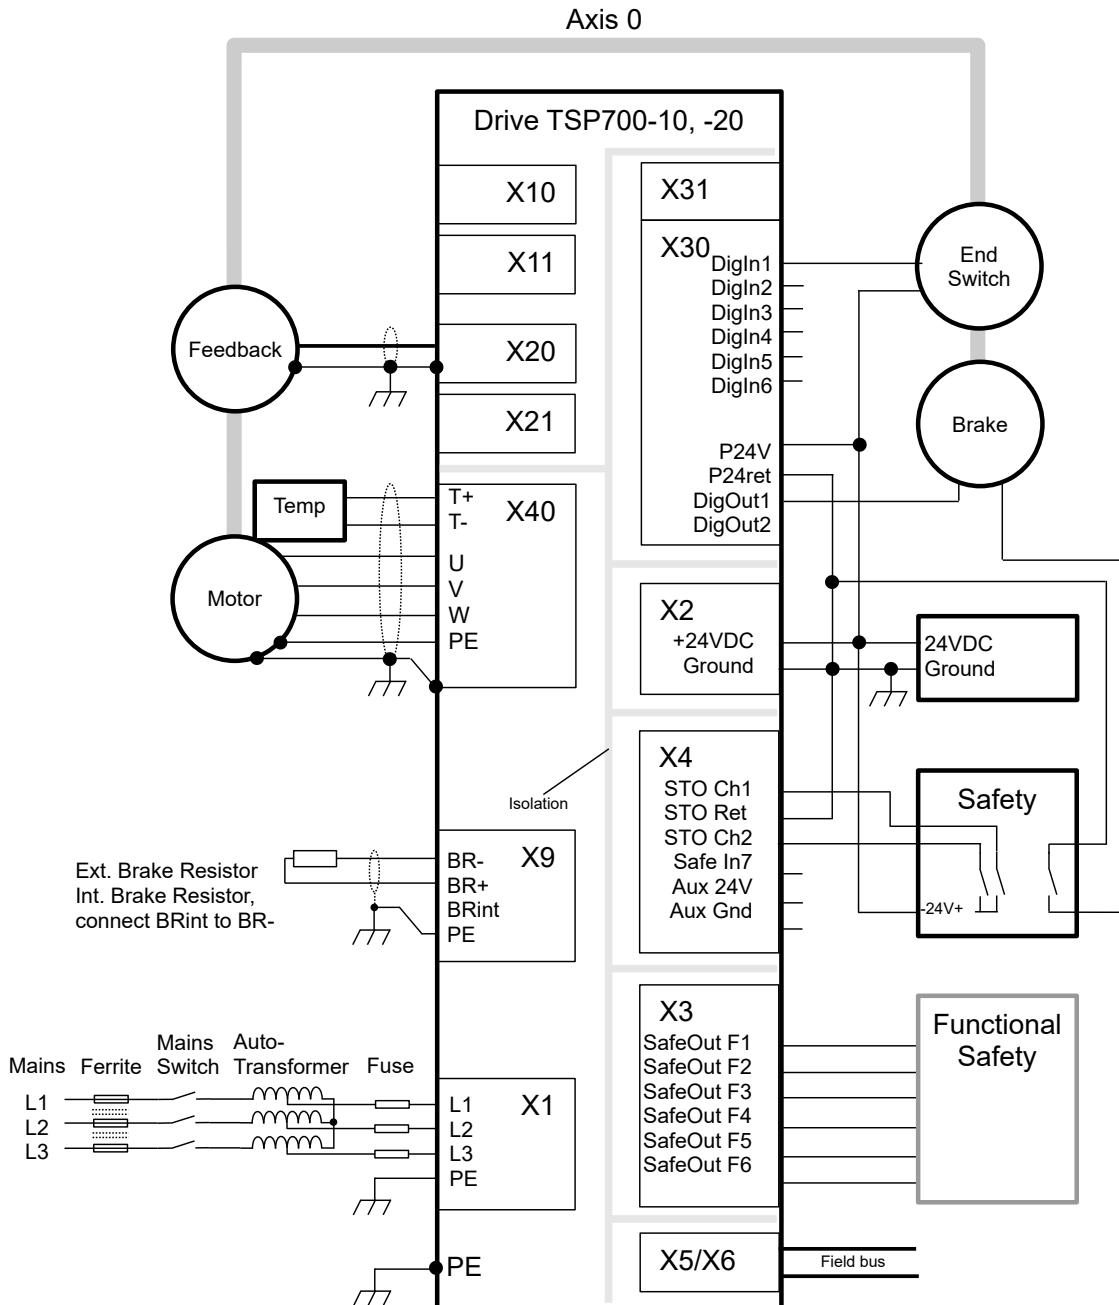 Axis 0
Drive TSP700-10, -20
X10
X11
Feedback
X20
X21
Temp
T+
T-
X40
Motor
U
V
W
PE
X31
X30
DigIn1
DigIn2
DigIn3
DigIn4
DigIn5
DigIn6
P24V
P24ret
DigOut1
DigOut2
End
Switch
Brake
X2
+24VDC
Ground
24VDC
Ground
Isolation
X4
STO Ch1
STO Ret
STO Ch2
Safe In7
Aux 24V
Aux Gnd
Safety
-24V+
Ext. Brake Resistor
Int. Brake Resistor,
connect BRint to BR-
BR-
BR+
BRint
PE
X9
X3
SafeOut F1
SafeOut F2
SafeOut F3
SafeOut F4
SafeOut F5
SafeOut F6
Functional
Safety
Mains
Ferrite
Mains
Switch
Auto-
Transformer
Fuse
L1
L2
L3
L1
L2
L3
PE
X1
PE
X5/X6
Field bus